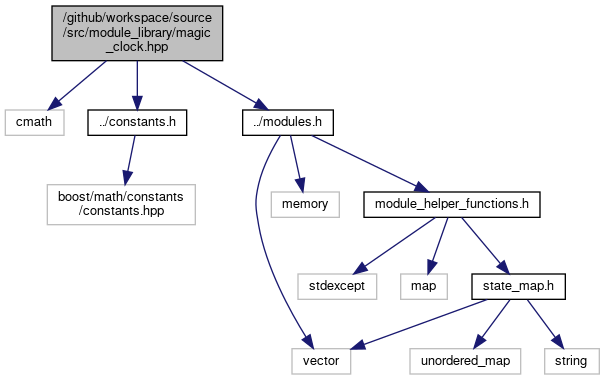 /github/workspace/source
/src/module_library/magic
_clock.hpp
cmath
../constants.h
../modules.h
boost/math/constants
/constants.hpp
memory
module_helper_functions.h
stdexcept
map
state_map.h
vector
unordered_map
string